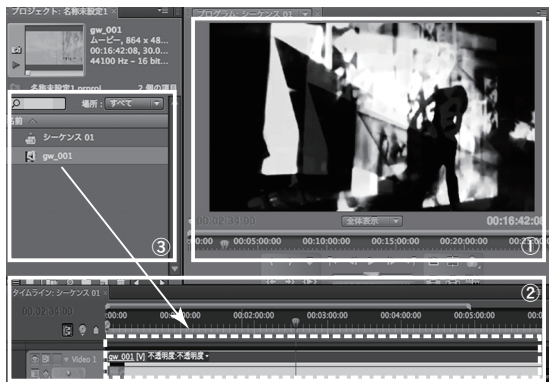 プロジェクト: 名称未設定1 ×
gw_001
ムービー, 864 x 48...
00:16:42:08, 30.0...
44100 Hz – 16 bit...
名称未設定1.prproj
2 個の項目
場所: すべて
名前
シーケンス 01
gw_001
③
プログラム: シーケンス 01
00:02:34:00
全体表示
00:16:42:08
0:00 00:05:00:00 00:10:00:00 00:15:00:00 00:20:00:00 00:25:00
①
タイムライン: シーケンス 01 ×
②
00:02:34:00
:00:00 00:01:00:00 00:02:00:00 00:03:00:00 00:04:00:00 00:05:00:00 00:0
Video 1
gw_001 [V] 不透明度:不透明度